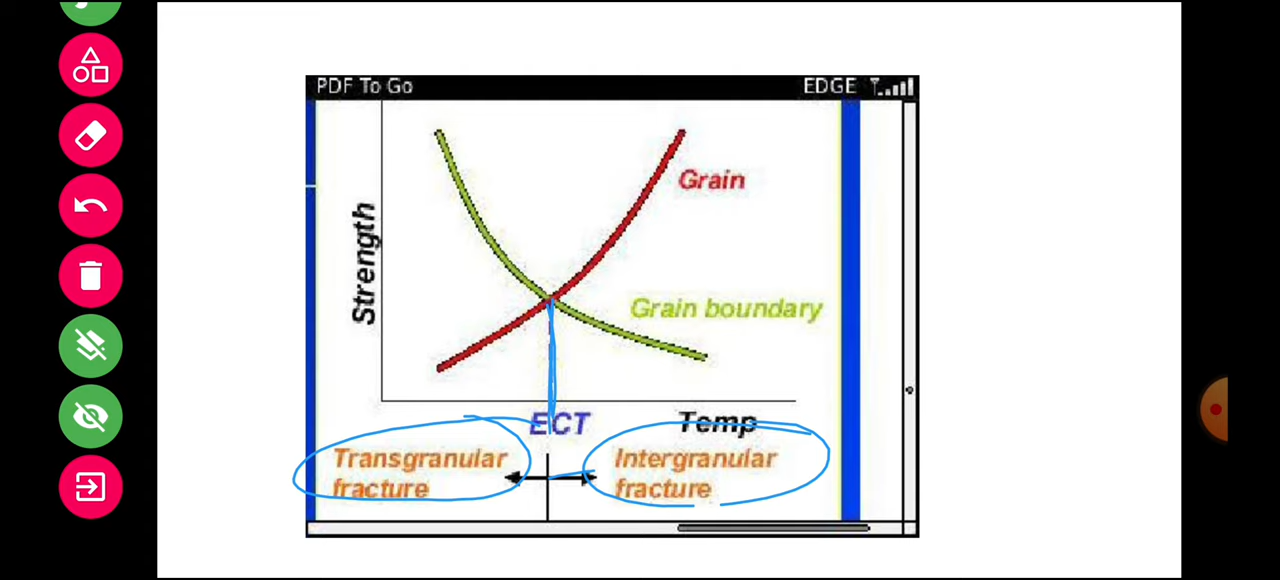 PDF To Go EDGE
Strength
Grain
Grain boundary
ECT Temp
Transgranular fracture
Intergranular fracture